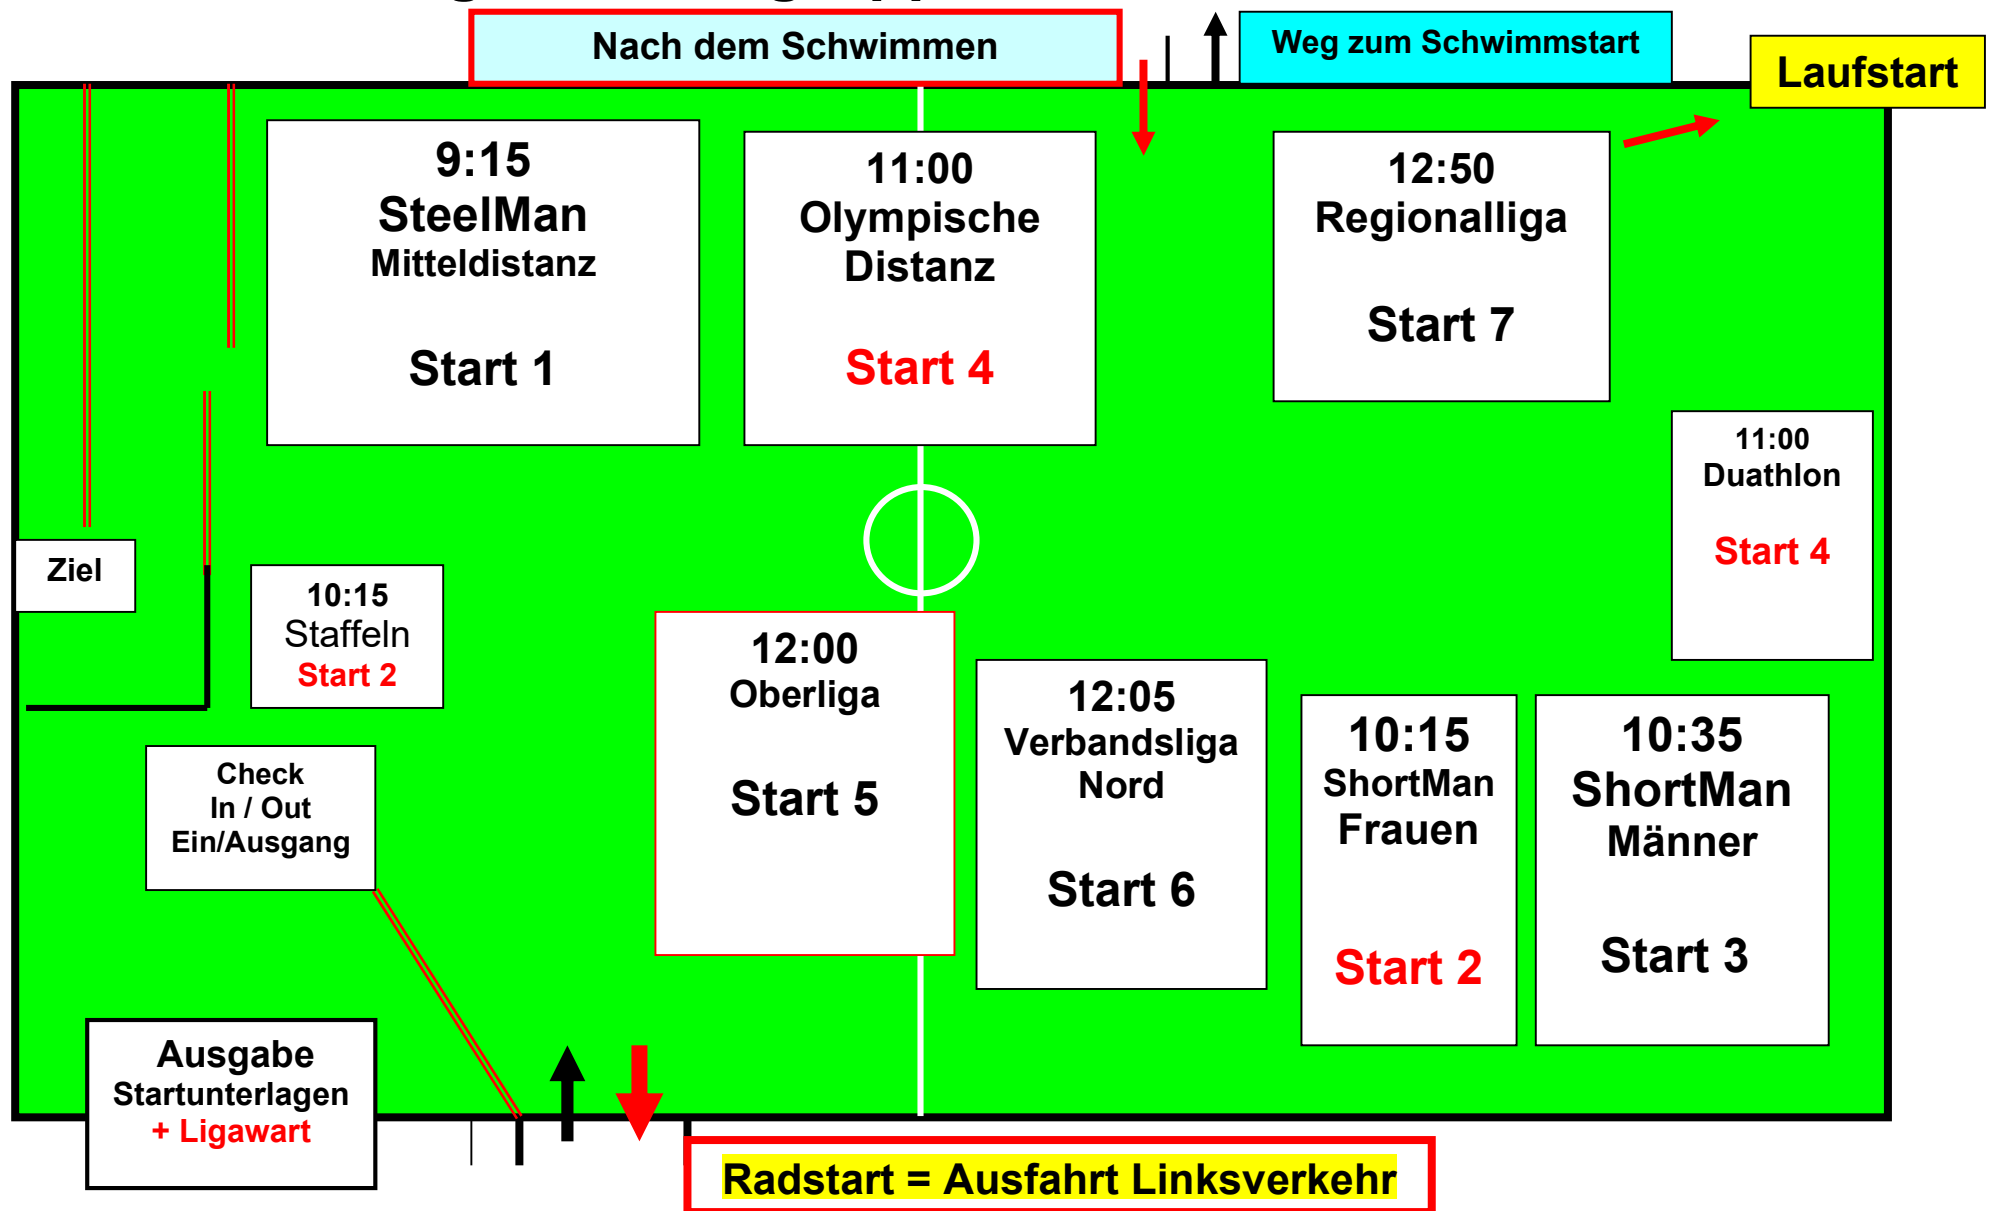 Nach dem Schwimmen
Weg zum Schwimmstart
Laufstart
9:15
SteelMan
Mitteldistanz
Start 1
11:00
Olympische
Distanz
Start 4
12:50
Regionalliga
Start 7
11:00
Duathlon
Start 4
Ziel
10:15
Staffeln
Start 2
12:00
Oberliga
Start 5
12:05
Verbandsliga
Nord
Start 6
10:15
ShortMan
Frauen
Start 2
10:35
ShortMan
Männer
Start 3
Check
In / Out
Ein/Ausgang
Ausgabe
Startunterlagen
+ Ligawart
Radstart = Ausfahrt Linksverkehr